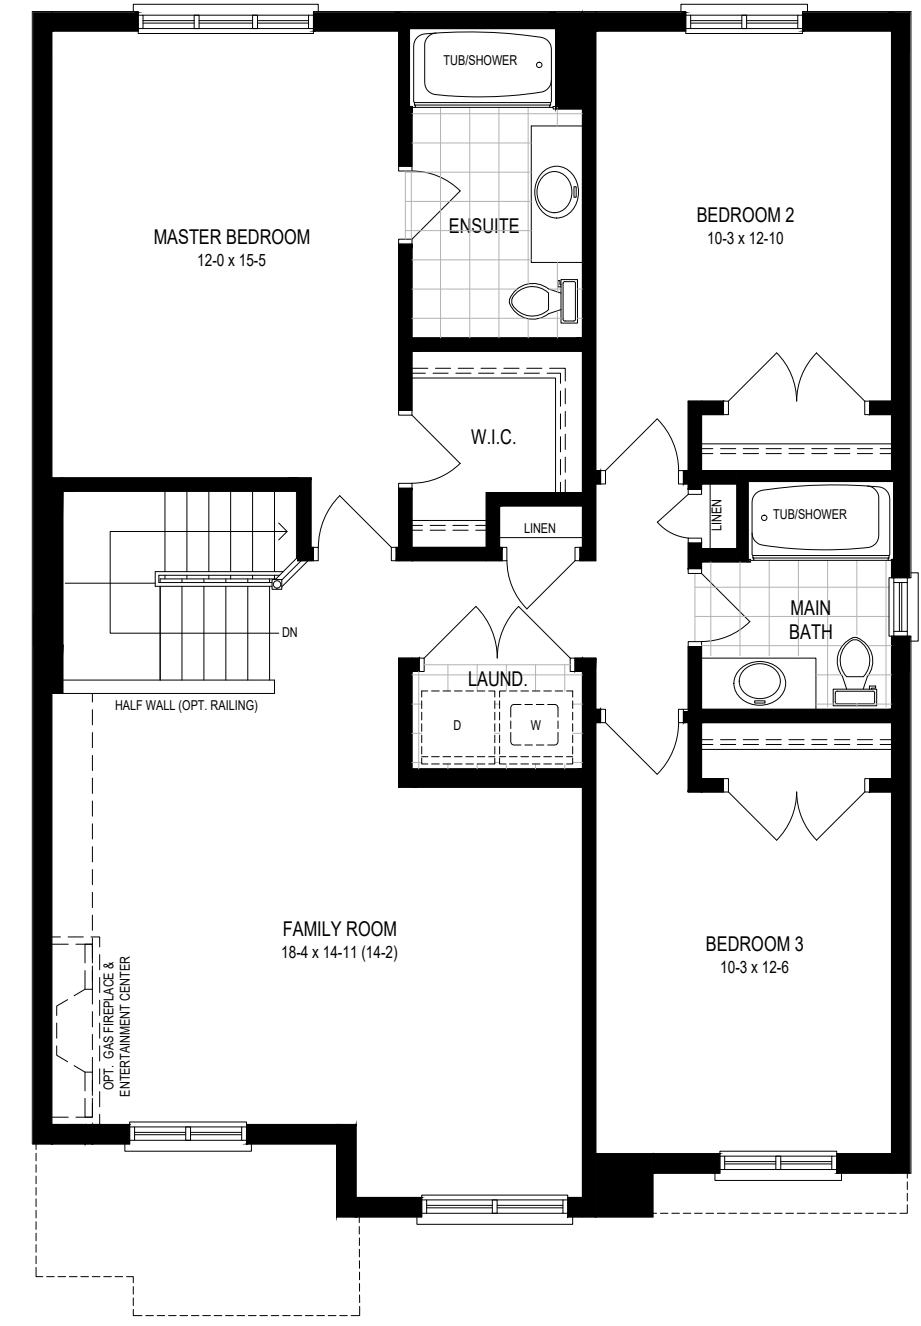 TUB/SHOWER
MASTER BEDROOM
12-0 x 15-5
ENSUITE
BEDROOM 2
10-3 x 12-10
W.I.C.
LINEN
LINEN
TUB/SHOWER
DN
MAIN
BATH
HALF WALL (OPT. RAILING)
LAUND.
D
W
FAMILY ROOM
18-4 x 14-11 (14-2)
BEDROOM 3
10-3 x 12-6
OPT. GAS FIREPLACE &
ENTERTAINMENT CENTER